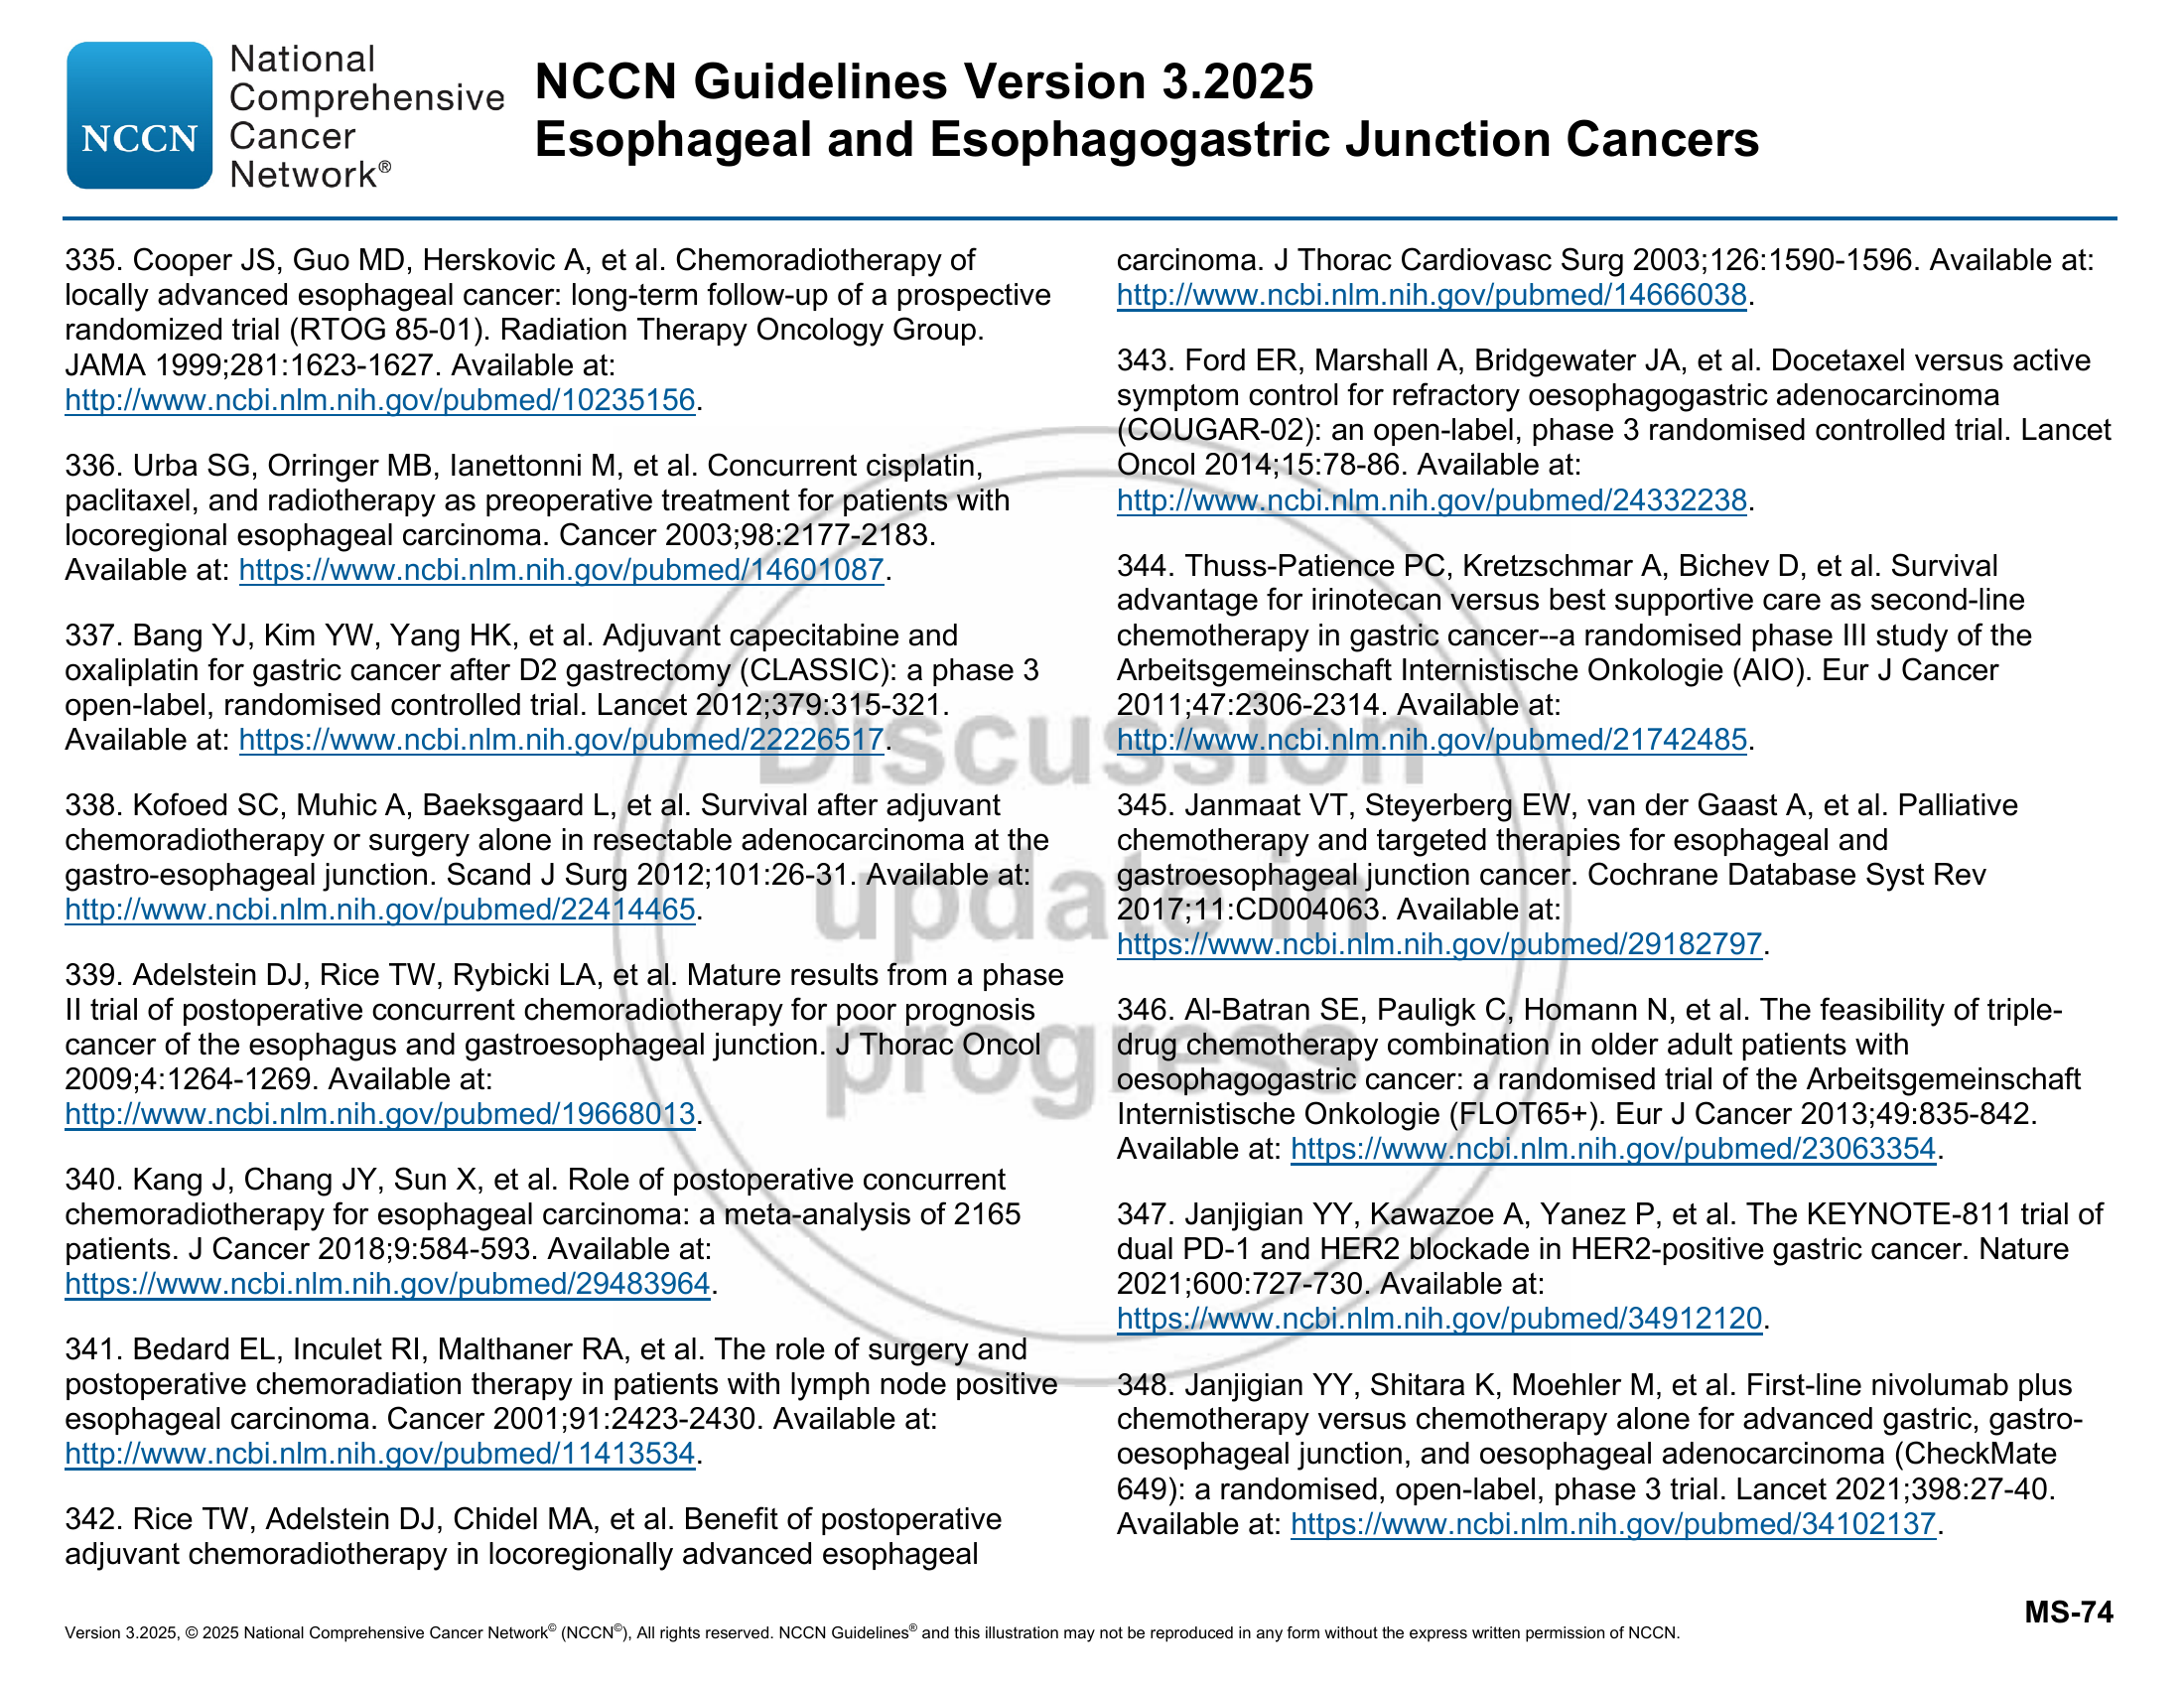 NCCN
National
Comprehensive
Cancer
Network®
NCCN Guidelines Version 3.2025
Esophageal and Esophagogastric Junction Cancers
335. Cooper JS, Guo MD, Herskovic A, et al. Chemoradiotherapy of
locally advanced esophageal cancer: long-term follow-up of a prospective
randomized trial (RTOG 85-01). Radiation Therapy Oncology Group.
JAMA 1999;281:1623-1627. Available at:
http://www.ncbi.nlm.nih.gov/pubmed/10235156.
336. Urba SG, Orringer MB, Ianettonni M, et al. Concurrent cisplatin,
paclitaxel, and radiotherapy as preoperative treatment for patients with
locoregional esophageal carcinoma. Cancer 2003;98:2177-2183.
Available at: https://www.ncbi.nlm.nih.gov/pubmed/14601087.
337. Bang YJ, Kim YW, Yang HK, et al. Adjuvant capecitabine and
oxaliplatin for gastric cancer after D2 gastrectomy (CLASSIC): a phase 3
open-label, randomised controlled trial. Lancet 2012;379:315-321.
Available at: https://www.ncbi.nlm.nih.gov/pubmed/22226517.
338. Kofoed SC, Muhic A, Baeksgaard L, et al. Survival after adjuvant
chemoradiotherapy or surgery alone in resectable adenocarcinoma at the
gastro-esophageal junction. Scand J Surg 2012;101:26-31. Available at:
http://www.ncbi.nlm.nih.gov/pubmed/22414465.
339. Adelstein DJ, Rice TW, Rybicki LA, et al. Mature results from a phase
II trial of postoperative concurrent chemoradiotherapy for poor prognosis
cancer of the esophagus and gastroesophageal junction. J Thorac Oncol
2009;4:1264-1269. Available at:
http://www.ncbi.nlm.nih.gov/pubmed/19668013.
340. Kang J, Chang JY, Sun X, et al. Role of postoperative concurrent
chemoradiotherapy for esophageal carcinoma: a meta-analysis of 2165
patients. J Cancer 2018;9:584-593. Available at:
https://www.ncbi.nlm.nih.gov/pubmed/29483964.
341. Bedard EL, Inculet RI, Malthaner RA, et al. The role of surgery and
postoperative chemoradiation therapy in patients with lymph node positive
esophageal carcinoma. Cancer 2001;91:2423-2430. Available at:
http://www.ncbi.nlm.nih.gov/pubmed/11413534.
342. Rice TW, Adelstein DJ, Chidel MA, et al. Benefit of postoperative
adjuvant chemoradiotherapy in locoregionally advanced esophageal
carcinoma. J Thorac Cardiovasc Surg 2003;126:1590-1596. Available at:
http://www.ncbi.nlm.nih.gov/pubmed/14666038.
343. Ford ER, Marshall A, Bridgewater JA, et al. Docetaxel versus active
symptom control for refractory oesophagogastric adenocarcinoma
(COUGAR-02): an open-label, phase 3 randomised controlled trial. Lancet
Oncol 2014;15:78-86. Available at:
http://www.ncbi.nlm.nih.gov/pubmed/24332238.
344. Thuss-Patience PC, Kretzschmar A, Bichev D, et al. Survival
advantage for irinotecan versus best supportive care as second-line
chemotherapy in gastric cancer--a randomised phase III study of the
Arbeitsgemeinschaft Internistische Onkologie (AIO). Eur J Cancer
2011;47:2306-2314. Available at:
http://www.ncbi.nlm.nih.gov/pubmed/21742485.
345. Janmaat VT, Steyerberg EW, van der Gaast A, et al. Palliative
chemotherapy and targeted therapies for esophageal and
gastroesophageal junction cancer. Cochrane Database Syst Rev
2017;11:CD004063. Available at:
https://www.ncbi.nlm.nih.gov/pubmed/29182797.
346. Al-Batran SE, Pauligk C, Homann N, et al. The feasibility of triple-
drug chemotherapy combination in older adult patients with
oesophagogastric cancer: a randomised trial of the Arbeitsgemeinschaft
Internistische Onkologie (FLOT65+). Eur J Cancer 2013;49:835-842.
Available at: https://www.ncbi.nlm.nih.gov/pubmed/23063354.
347. Janjigian YY, Kawazoe A, Yanez P, et al. The KEYNOTE-811 trial of
dual PD-1 and HER2 blockade in HER2-positive gastric cancer. Nature
2021;600:727-730. Available at:
https://www.ncbi.nlm.nih.gov/pubmed/34912120.
348. Janjigian YY, Shitara K, Moehler M, et al. First-line nivolumab plus
chemotherapy versus chemotherapy alone for advanced gastric, gastro-
oesophageal junction, and oesophageal adenocarcinoma (CheckMate
649): a randomised, open-label, phase 3 trial. Lancet 2021;398:27-40.
Available at: https://www.ncbi.nlm.nih.gov/pubmed/34102137.
Discussion
update in
progress
MS-74
Version 3.2025, © 2025 National Comprehensive Cancer Network© (NCCN©), All rights reserved. NCCN Guidelines® and this illustration may not be reproduced in any form without the express written permission of NCCN.